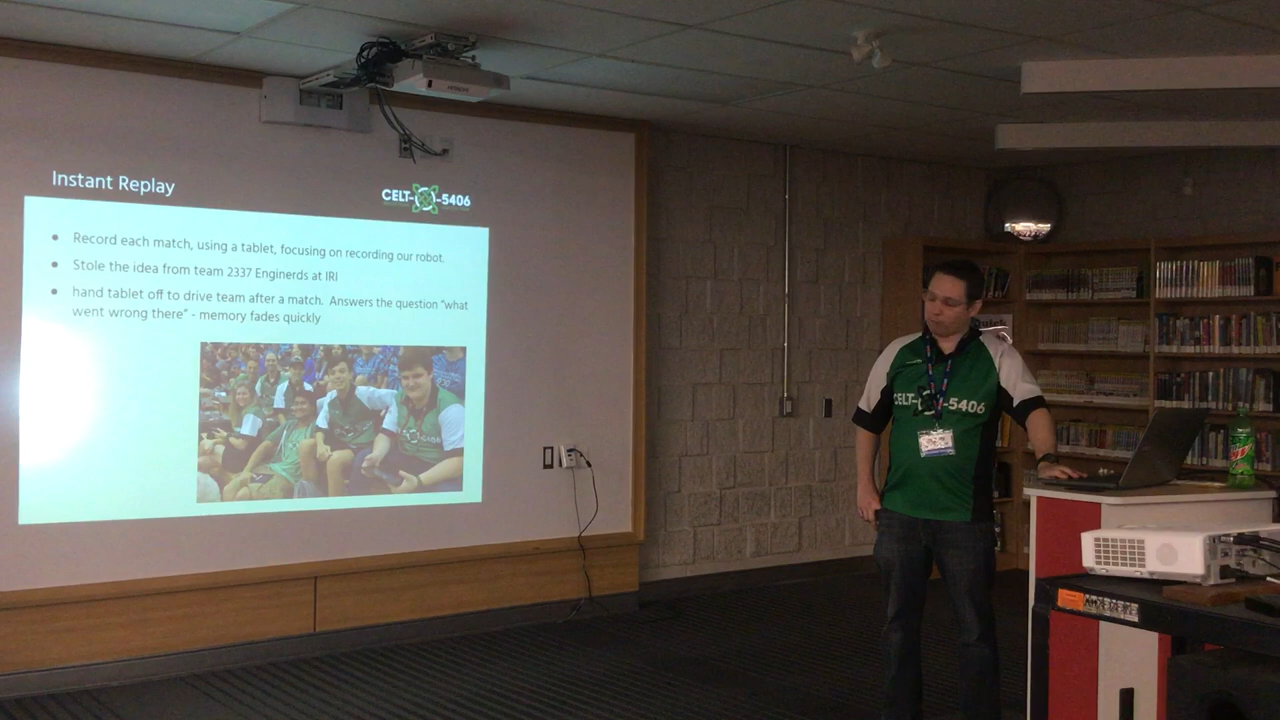 Instant Replay
CELT-X-5406
• Record each match, using a tablet, focusing on recording our robot.
• Stole the idea from team 2337 Enginerds at IRI
• hand tablet off to drive team after a match. Answers the question "what
went wrong there" - memory fades quickly
HITACHI
CELT-X-5406